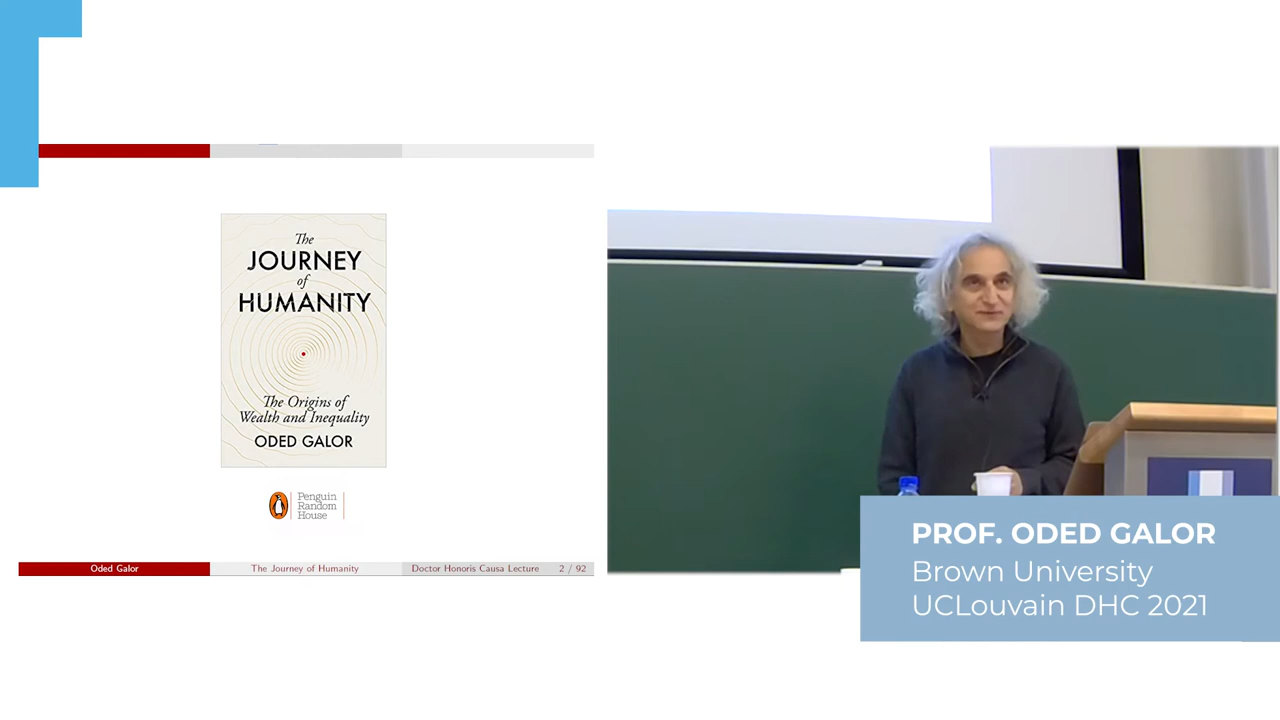 The
JOURNEY
of
HUMANITY
The Origins of
Wealth and Inequality
ODED GALOR
Penguin
Random
House
Oded Galor
The Journey of Humanity
Doctor Honoris Causa Lecture 2 / 92
PROF. ODED GALOR
Brown University
UCLouvain DHC 2021